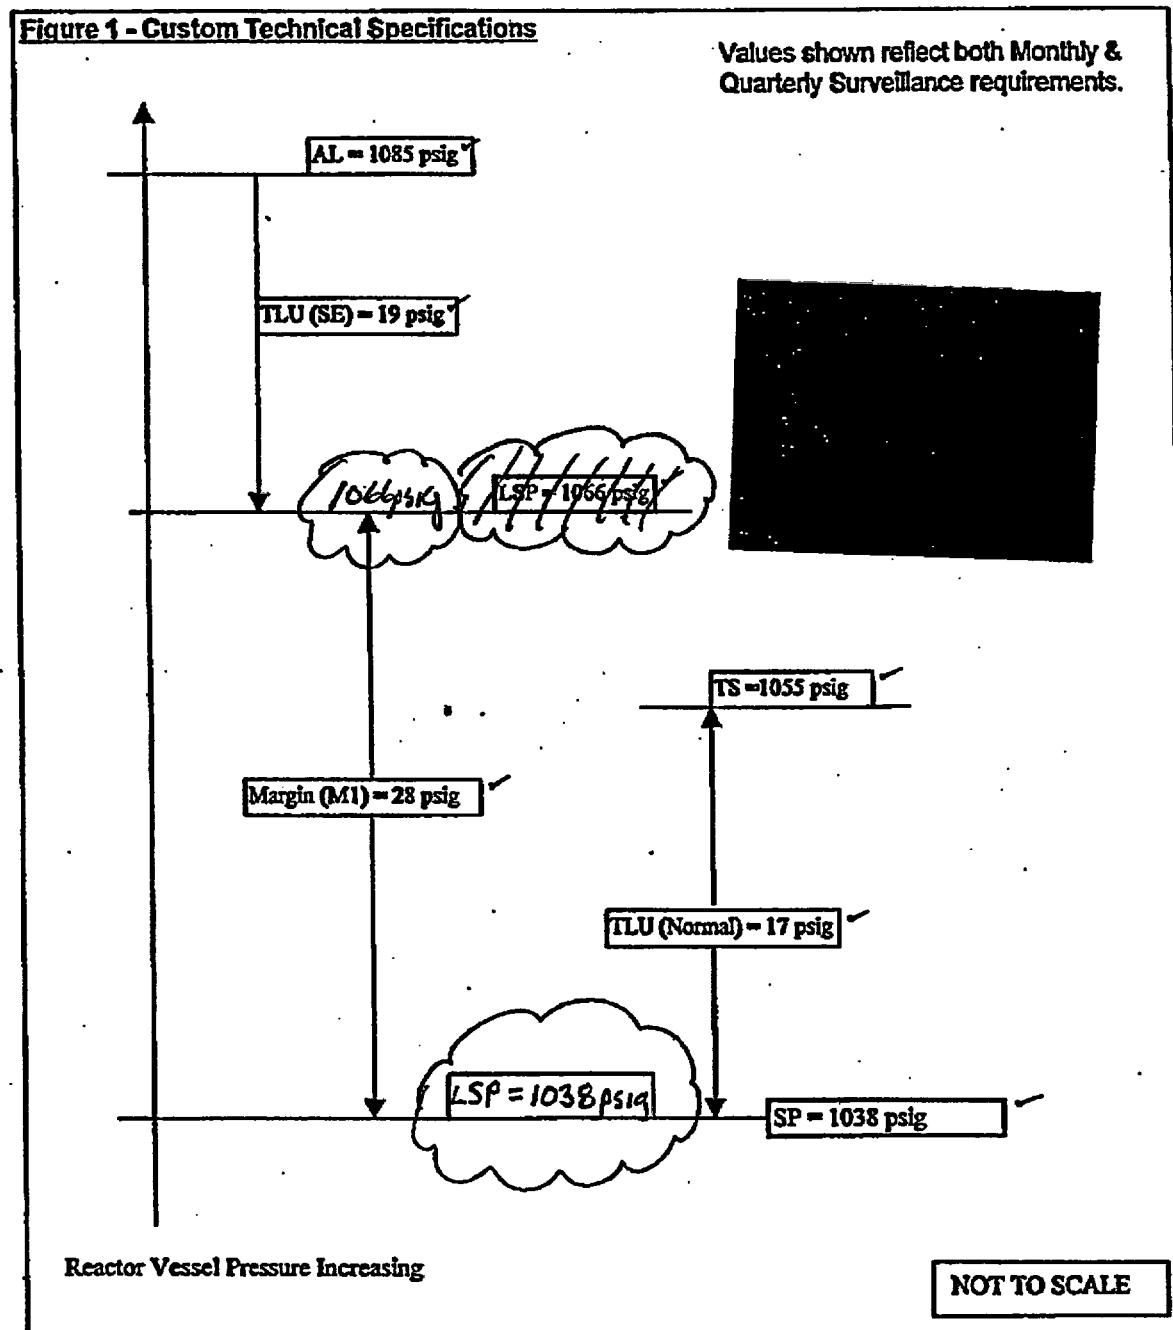 Figure 1 - Custom Technical Specifications
Values shown reflect both Monthly &
Quarterly Surveillance requirements.
AL = 1085 psig
TLU (SE) = 19 psig
1066psig
LSP = 1066 psig
TS =1055 psig
Margin (M1) = 28 psig
TLU (Normal) = 17 psig
LSP = 1038 psig
SP = 1038 psig
Reactor Vessel Pressure Increasing
NOT TO SCALE